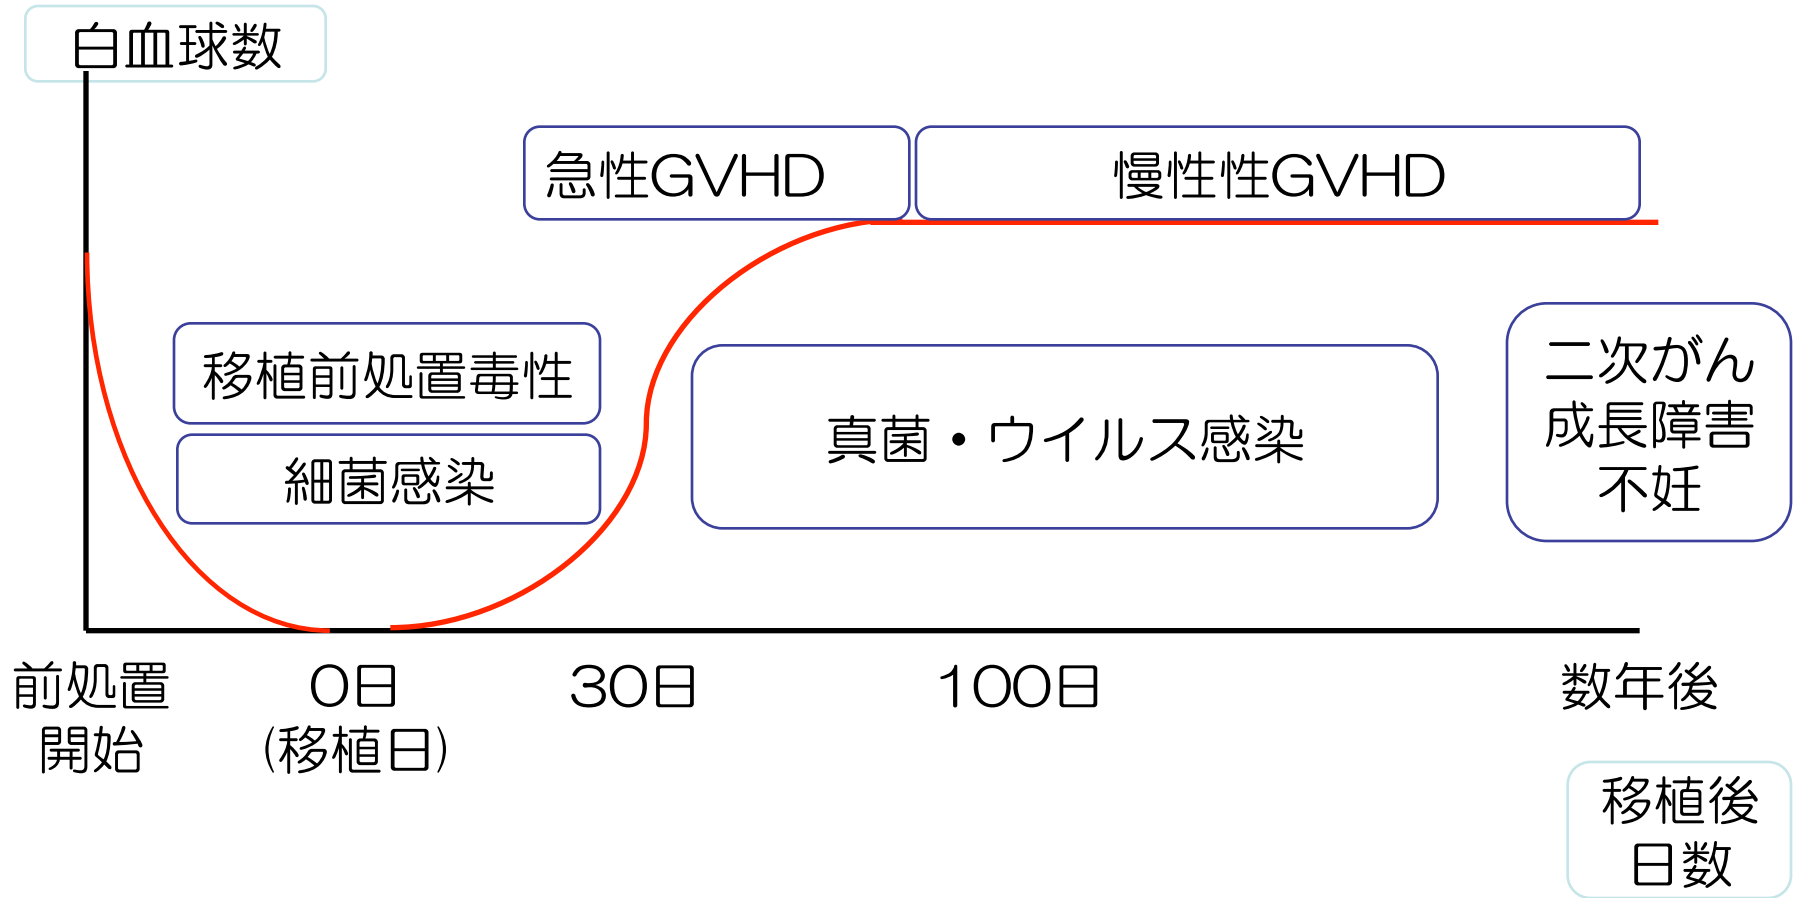 白血球数
急性GVHD
慢性性GVHD
移植前処置毒性
細菌感染
真菌・ウイルス感染
二次がん
成長障害
不妊
前処置
開始
0日
(移植日)
30日
100日
数年後
移植後
日数